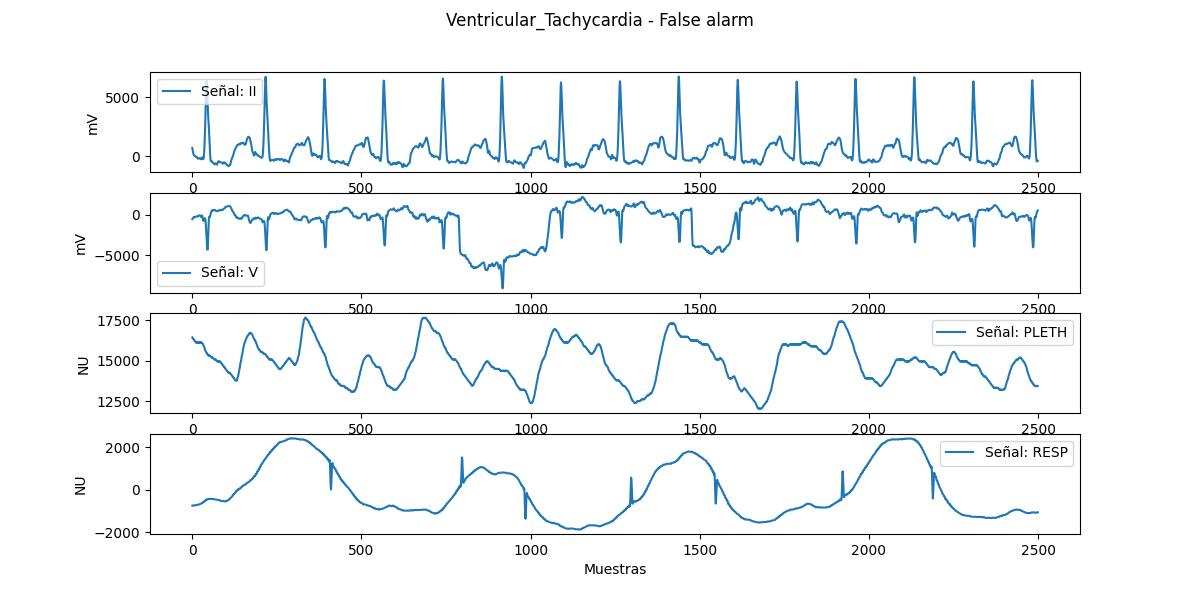 Ventricular_Tachycardia - False alarm
Señal: II
mV
5000
0
0 500 1000 1500 2000 2500
Señal: V
mV
0
−5000
0 500 1000 1500 2000 2500
Señal: PLETH
NU
17500
15000
12500
0 500 1000 1500 2000 2500
Señal: RESP
NU
2000
0
−2000
0 500 1000 1500 2000 2500
Muestras